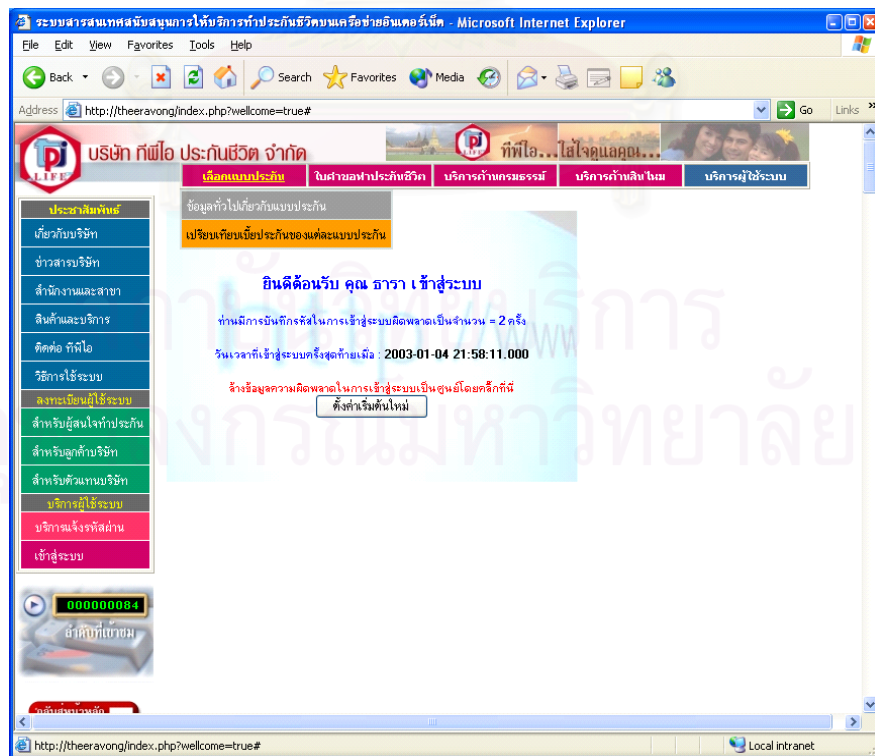 ระบบสารสนเทศสนับสนุนการให้บริการทำประกันชีวิตบนเครือข่ายอินเตอร์เน็ต - Microsoft Internet Explorer
File Edit View Favorites Tools Help
Back Search Favorites Media
Address http://theeravong/index.php?wellcome=true# Go Links
TPI LIFE
บริษัท ทีพีไอ ประกันชีวิต จำกัด
ทีพีไอ...ใส่ใจดูแลคุณ...
เลือกแบบประกัน ใบคำขอทำประกันชีวิต บริการด้านกรมธรรม์ บริการด้านสินไหม บริการผู้ใช้ระบบ
ข้อมูลทั่วไปเกี่ยวกับแบบประกัน
เปรียบเทียบเบี้ยประกันของแต่ละแบบประกัน
ประชาสัมพันธ์
เกี่ยวกับบริษัท
ข่าวสารบริษัท
สำนักงานและสาขา
สินค้าและบริการ
ติดต่อ ทีพีไอ
วิธีการใช้ระบบ
ลงทะเบียนผู้ใช้ระบบ
สำหรับผู้สนใจทำประกัน
สำหรับลูกค้าบริษัท
สำหรับตัวแทนบริษัท
บริการผู้ใช้ระบบ
บริการแจ้งรหัสผ่าน
เข้าสู่ระบบ
ยินดีต้อนรับ คุณ ธารา เข้าสู่ระบบ
ท่านมีการบันทึกรหัสในการเข้าสู่ระบบผิดพลาดเป็นจำนวน = 2 ครั้ง
วันเวลาที่เข้าสู่ระบบครั้งสุดท้ายเมื่อ : 2003-01-04 21:58:11.000
ล้างข้อมูลความผิดพลาดในการเข้าสู่ระบบเป็นศูนย์โดยคลิ๊กที่นี่
ตั้งค่าเริ่มต้นใหม่
000000084
ลำดับที่เข้าชม
กลับสู่หน้าหลัก
http://theeravong/index.php?wellcome=true# Local intranet